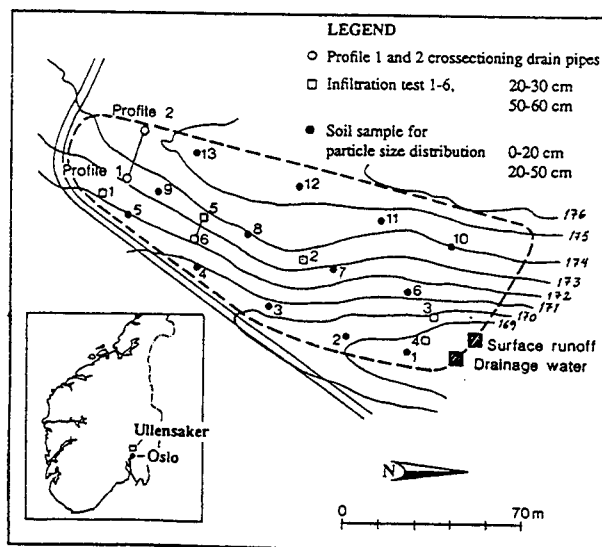 LEGEND
Profile 1 and 2 crossectioning drain pipes
Infiltration test 1-6, 20-30 cm
50-60 cm
Soil sample for
particle size distribution 0-20 cm
20-50 cm
Profile 2
13
Profile 1
1
9
12
5
5
8
11
176
175
6
2
10
174
4
7
173
6
172
3
3
171
170
2
4
169
1
Surface runoff
Drainage water
Ullensaker
Oslo
N
0 70 m